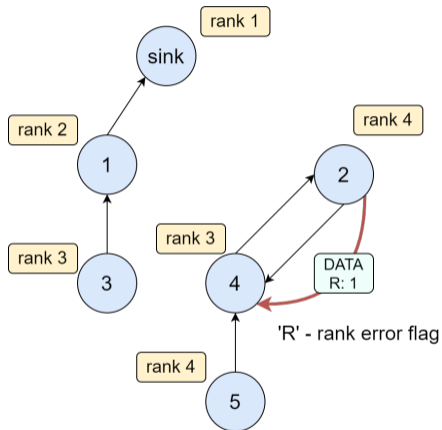 rank 1
sink
rank 2
1
rank 4
2
rank 3
3
rank 3
4
DATA
R: 1
'R' - rank error flag
rank 4
5